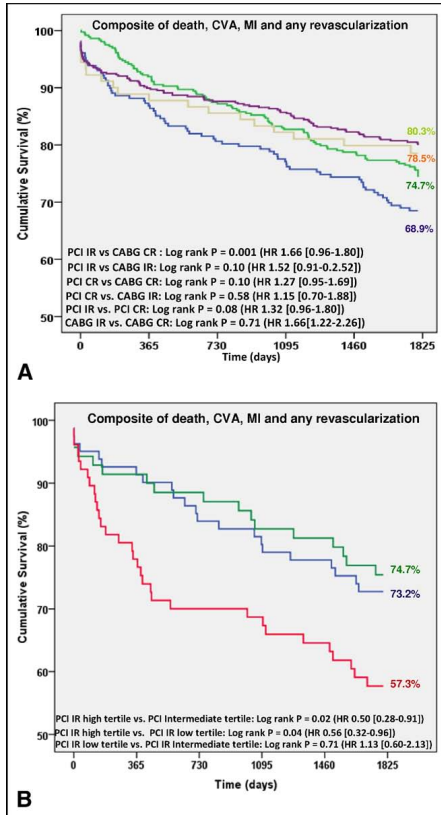 Composite of death, CVA, MI and any revascularization
100
90
80
70
60
50
Cumulative Survival (%)
80.3%
78.5%
74.7%
68.9%
PCI IR vs CABG CR : Log rank P = 0.001 (HR 1.66 [0.96-1.80])
PCI IR vs CABG IR: Log rank P = 0.10 (HR 1.52 [0.91-0.2.52])
PCI CR vs CABG CR: Log rank P = 0.10 (HR 1.27 [0.95-1.69])
PCI CR vs. CABG IR: Log rank P = 0.58 (HR 1.15 [0.70-1.88])
PCI IR vs. PCI CR: Log rank P = 0.08 (HR 1.32 [0.96-1.80])
CABG IR vs. CABG CR: Log rank P = 0.71 (HR 1.66[1.22-2.26])
0 365 730 1095 1460 1825
Time (days)
A
Composite of death, CVA, MI and any revascularization
100
90
80
70
60
50
Cumulative Survival (%)
74.7%
73.2%
57.3%
PCI IR high tertile vs. PCI Intermediate tertile: Log rank P = 0.02 (HR 0.50 [0.28-0.91])
PCI IR high tertile vs. PCI IR low tertile: Log rank P = 0.04 (HR 0.56 [0.32-0.96])
PCI IR low tertile vs. PCI IR Intermediate tertile: Log rank P = 0.71 (HR 1.13 [0.60-2.13])
0 365 730 1095 1460 1825
Time (days)
B